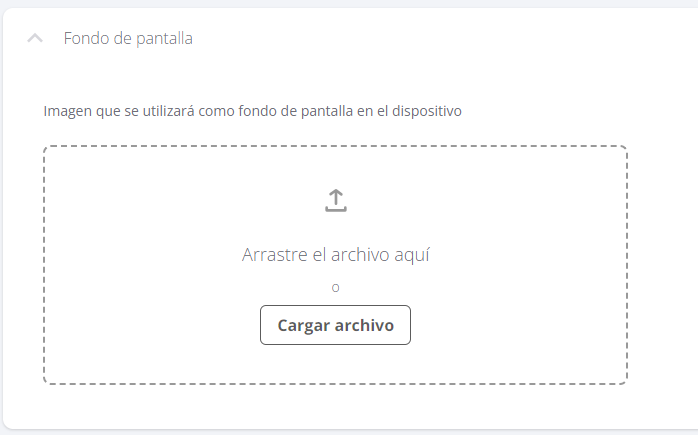 Fondo de pantalla
Imagen que se utilizará como fondo de pantalla en el dispositivo
Arrastre el archivo aquí
o
Cargar archivo